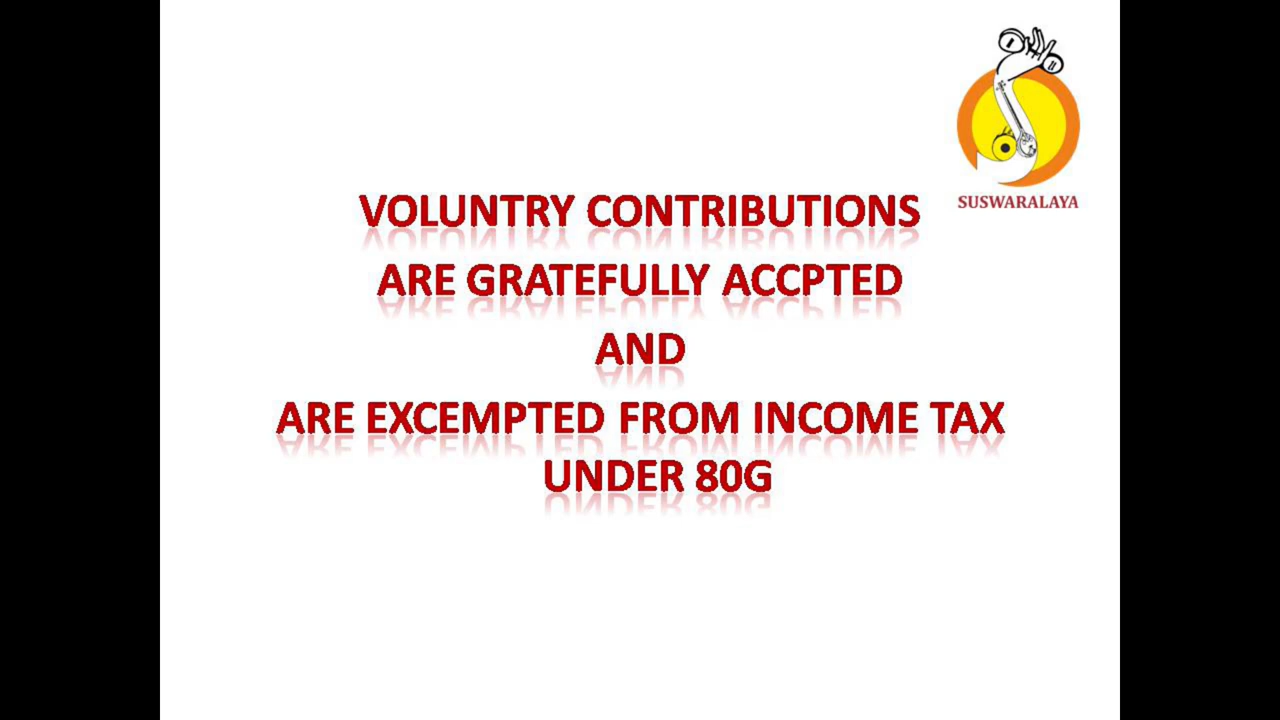 SUSWARALAYA
VOLUNTRY CONTRIBUTIONS
ARE GRATEFULLY ACCPTED
AND
ARE EXCEMPTED FROM INCOME TAX
UNDER 80G